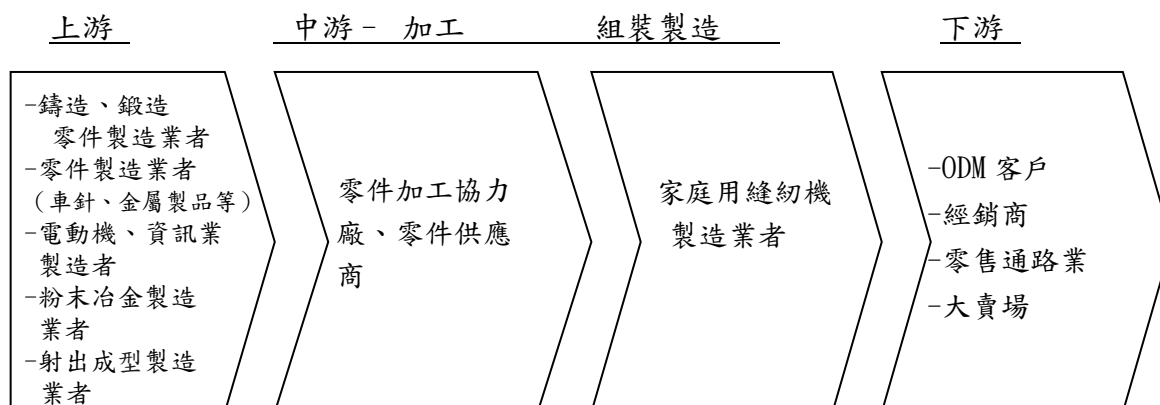 上游
中游- 加工 組裝製造
下游
-鑄造、鍛造
零件製造業者
-零件製造業者
(車針、金屬製品等)
-電動機、資訊業
製造者
-粉末冶金製造
業者
-射出成型製造
業者
零件加工協力
廠、零件供應
商
家庭用縫紉機
製造業者
-ODM 客戶
-經銷商
-零售通路業
-大賣場